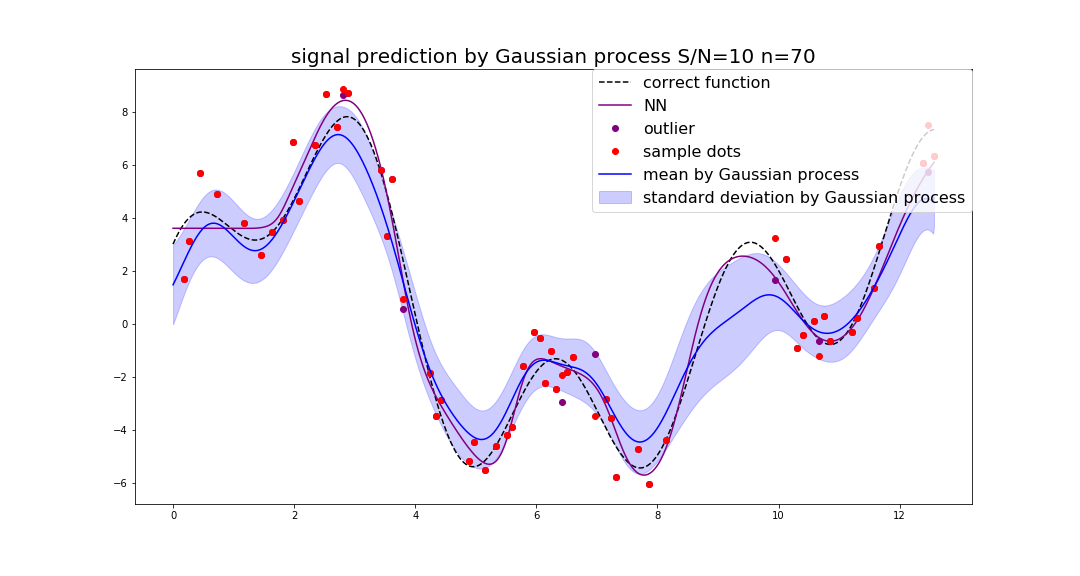 signal prediction by Gaussian process S/N=10 n=70
correct function
NN
outlier
sample dots
mean by Gaussian process
standard deviation by Gaussian process
8
6
4
2
0
−2
−4
−6
0 2 4 6 8 10 12